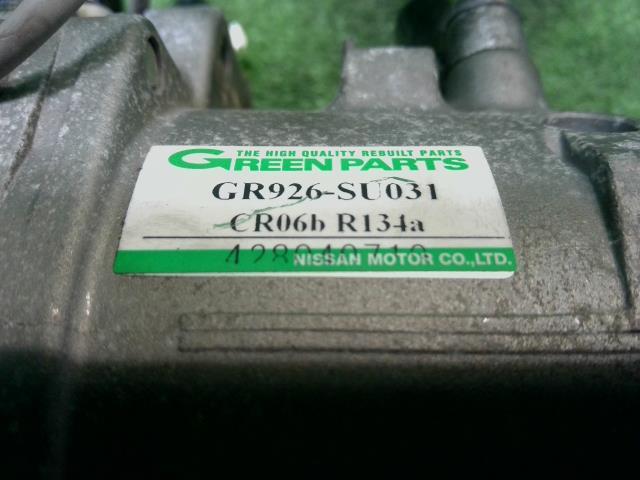 THE HIGH QUALITY REBUILT PARTS
GREEN PARTS
GR926-SU031
CR06b R134a
NISSAN MOTOR CO.,LTD.